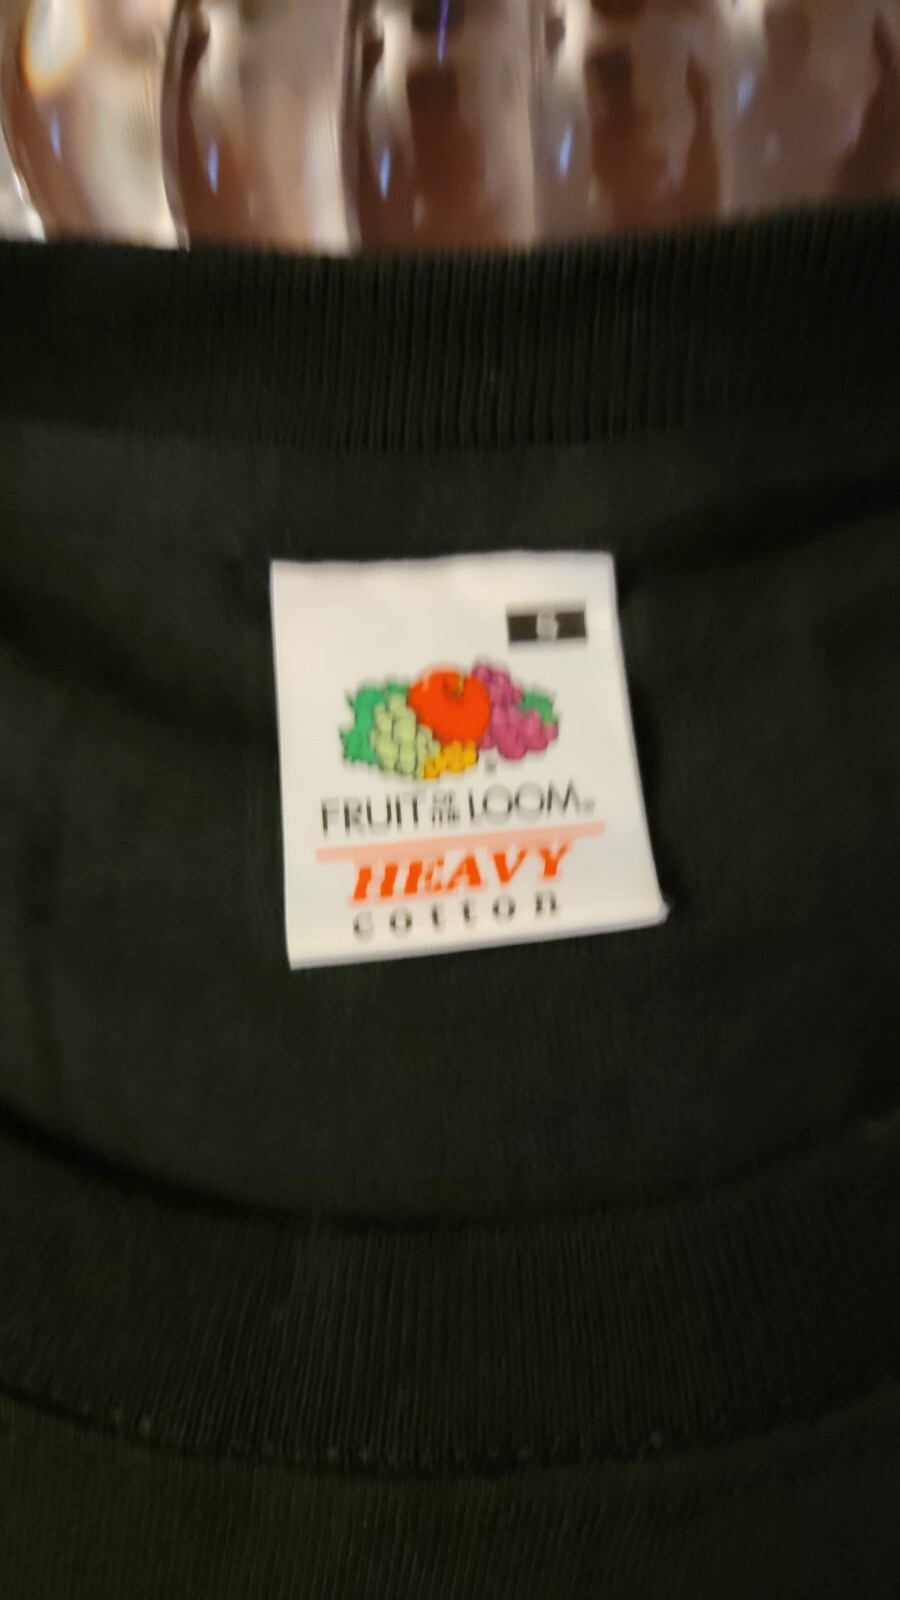 S
FRUIT OF THE LOOM®
HEAVY
cotton